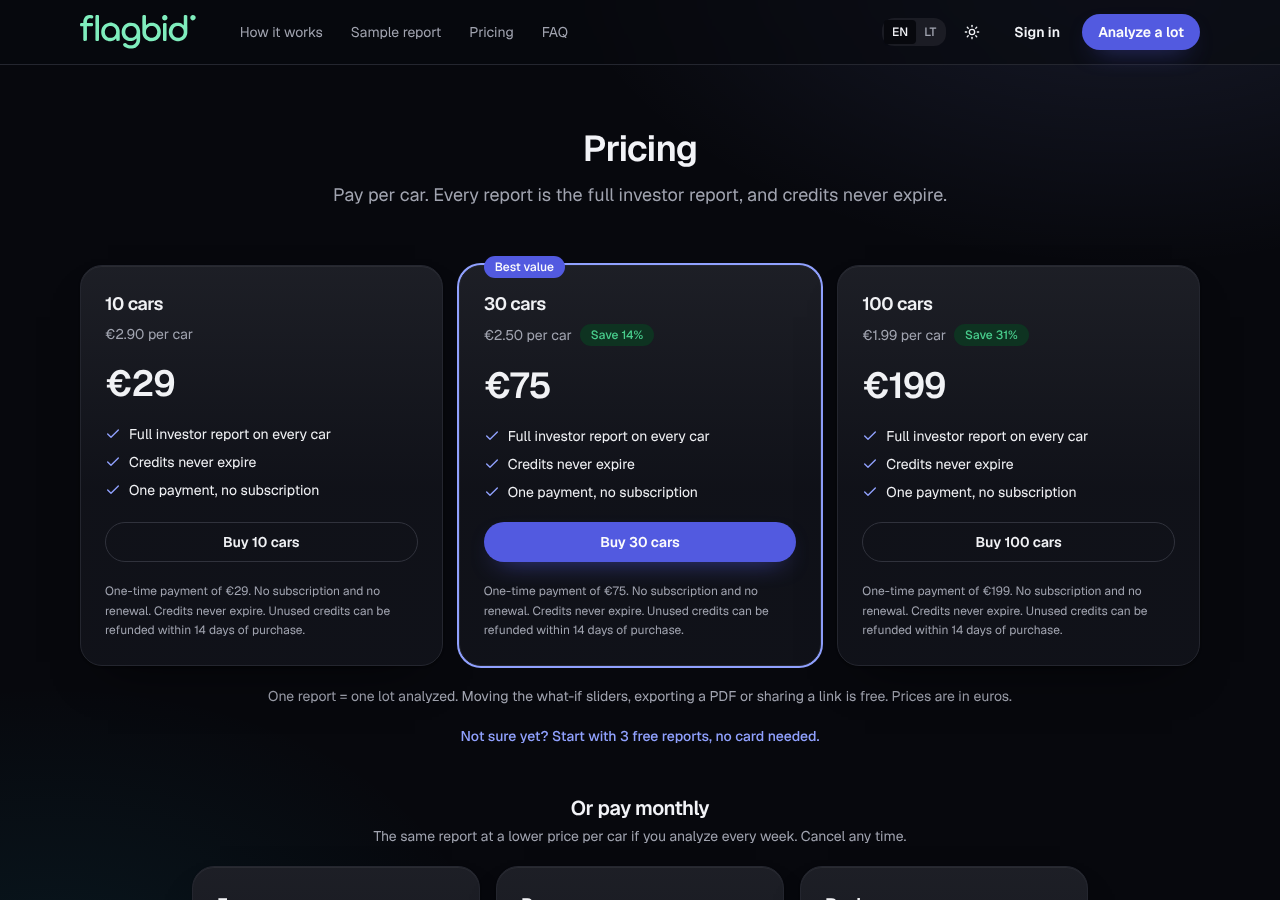 flagbid
How it works
Sample report
Pricing
FAQ
EN
LT
Sign in
Analyze a lot
Pricing
Pay per car. Every report is the full investor report, and credits never expire.
10 cars
€2.90 per car
€29
Full investor report on every car
Credits never expire
One payment, no subscription
Buy 10 cars
One-time payment of €29. No subscription and no
renewal. Credits never expire. Unused credits can be
refunded within 14 days of purchase.
Best value
30 cars
€2.50 per car
Save 14%
€75
Full investor report on every car
Credits never expire
One payment, no subscription
Buy 30 cars
One-time payment of €75. No subscription and no
renewal. Credits never expire. Unused credits can be
refunded within 14 days of purchase.
100 cars
€1.99 per car
Save 31%
€199
Full investor report on every car
Credits never expire
One payment, no subscription
Buy 100 cars
One-time payment of €199. No subscription and no
renewal. Credits never expire. Unused credits can be
refunded within 14 days of purchase.
One report = one lot analyzed. Moving the what-if sliders, exporting a PDF or sharing a link is free. Prices are in euros.
Not sure yet? Start with 3 free reports, no card needed.
Or pay monthly
The same report at a lower price per car if you analyze every week. Cancel any time.